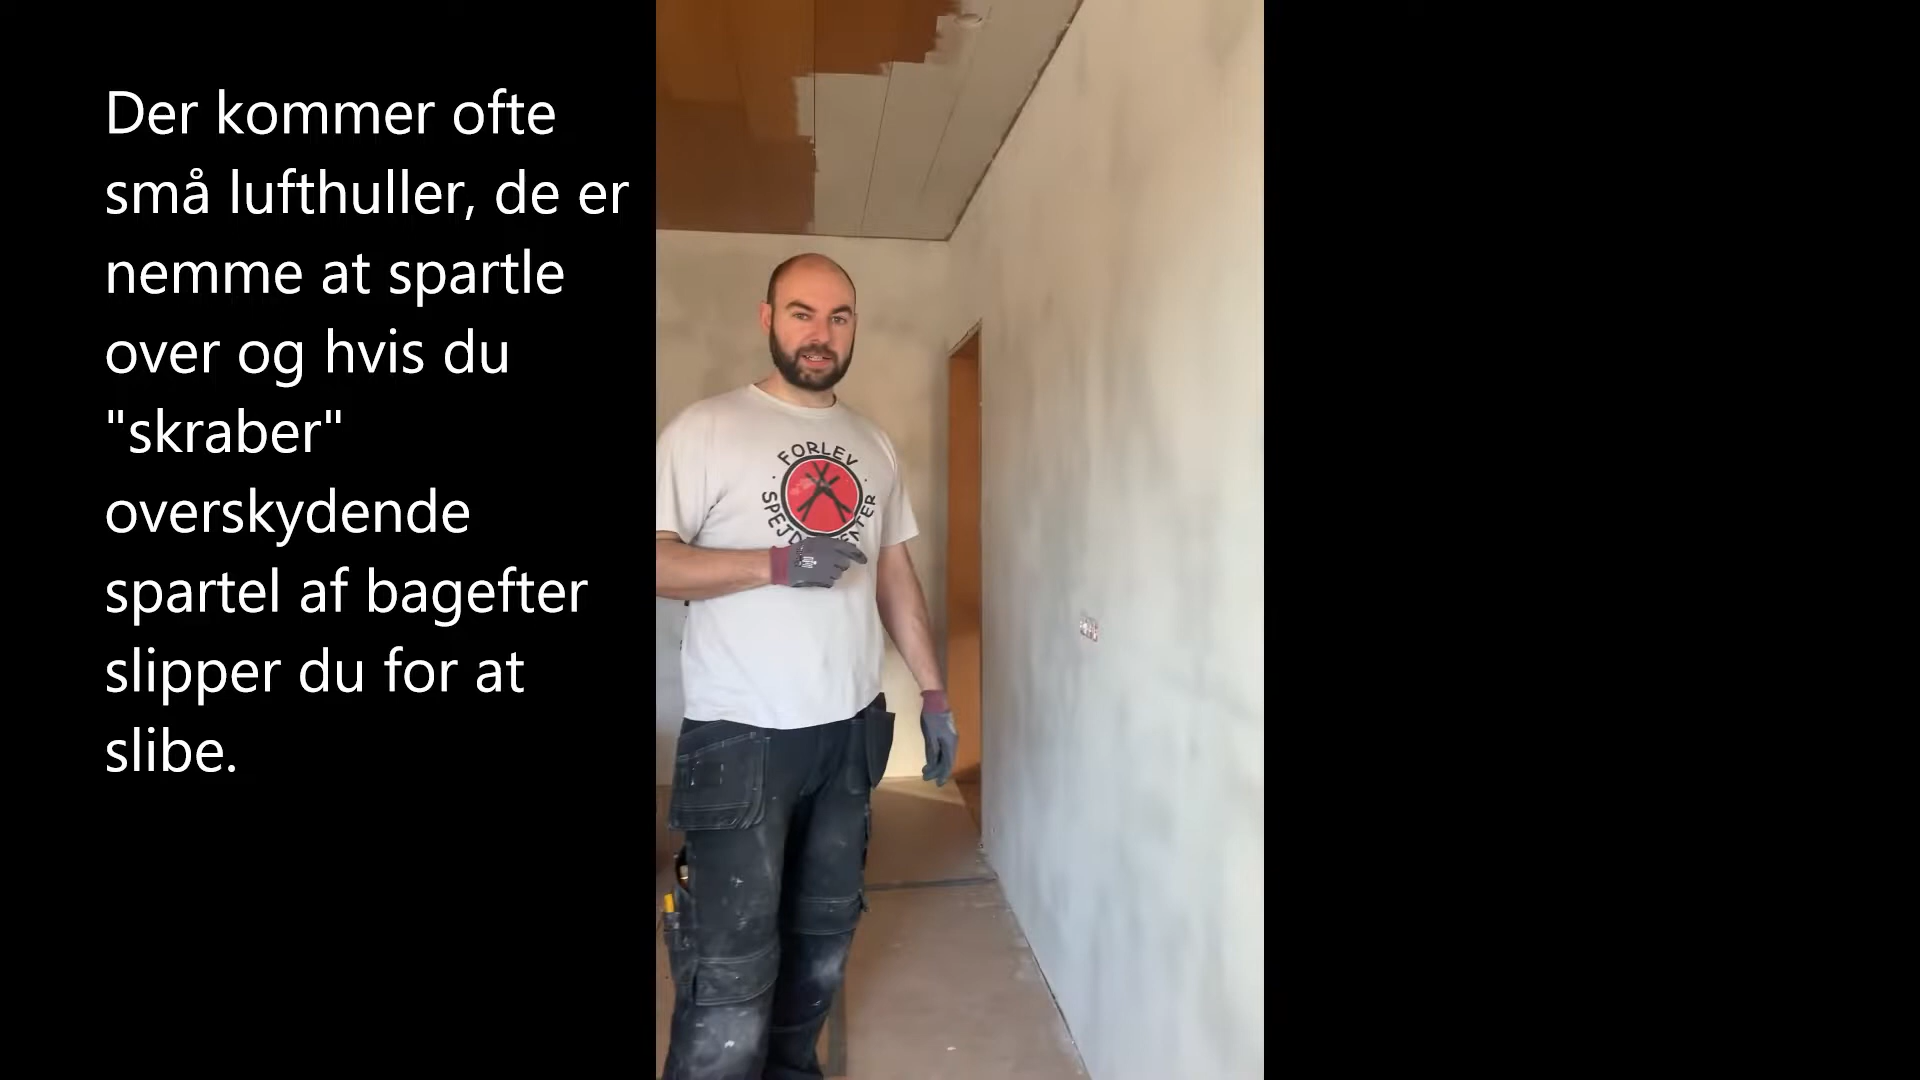 Der kommer ofte
små lufthuller, de er
nemme at spartle
over og hvis du
"skraber"
overskydende
spartel af bagefter
slipper du for at
slibe.
FORLEV